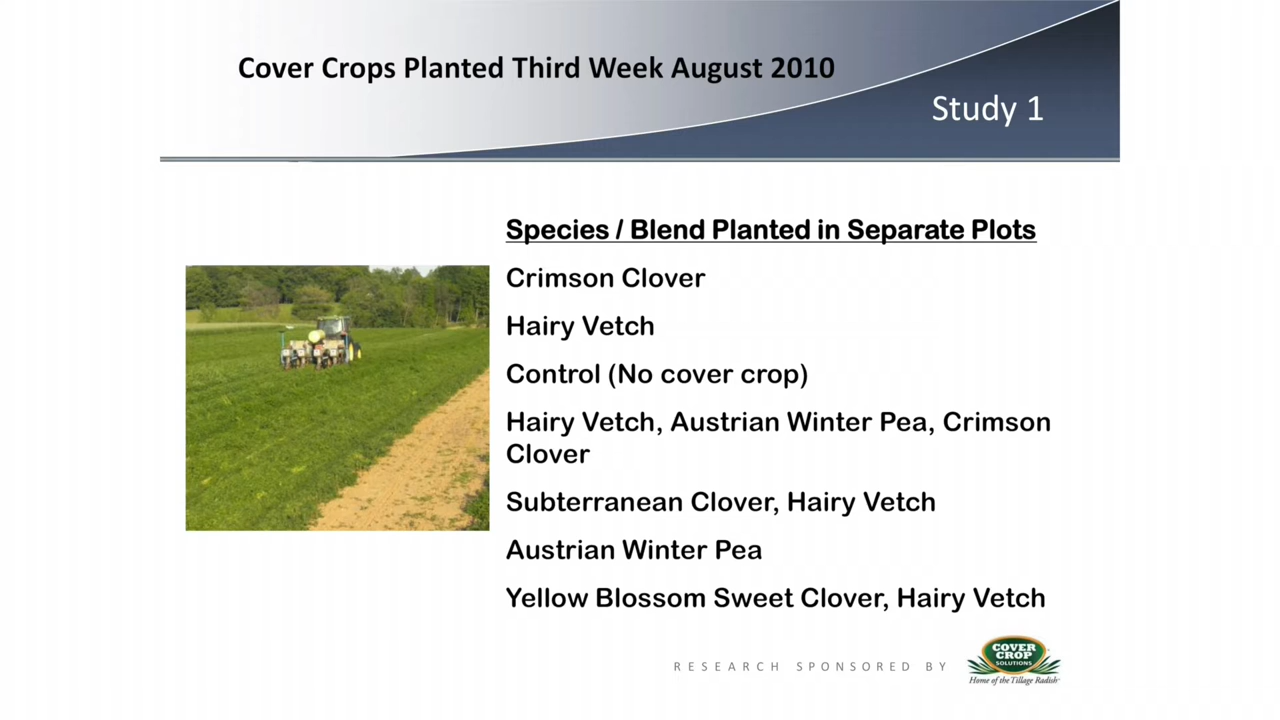 Cover Crops Planted Third Week August 2010
Study 1
Species / Blend Planted in Separate Plots
Crimson Clover
Hairy Vetch
Control (No cover crop)
Hairy Vetch, Austrian Winter Pea, Crimson
Clover
Subterranean Clover, Hairy Vetch
Austrian Winter Pea
Yellow Blossom Sweet Clover, Hairy Vetch
RESEARCH SPONSORED BY
COVER
CROP
SOLUTIONS
Home of the Tillage Radish